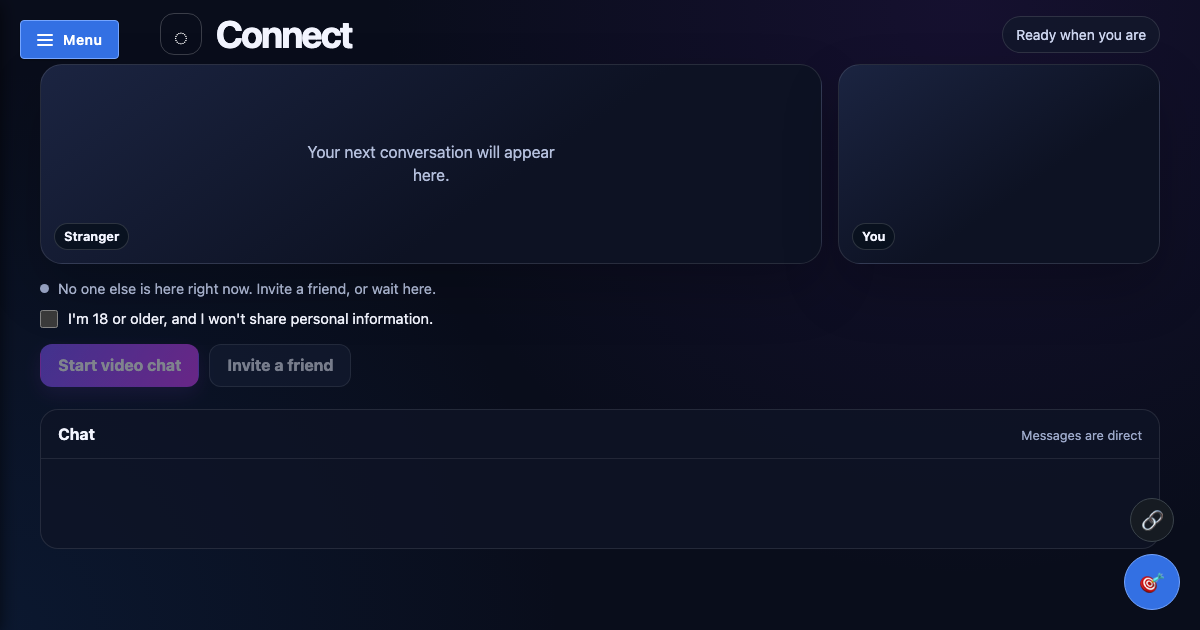 Menu
Connect
Ready when you are
Your next conversation will appear
here.
Stranger
You
No one else is here right now. Invite a friend, or wait here.
I'm 18 or older, and I won't share personal information.
Start video chat
Invite a friend
Chat
Messages are direct